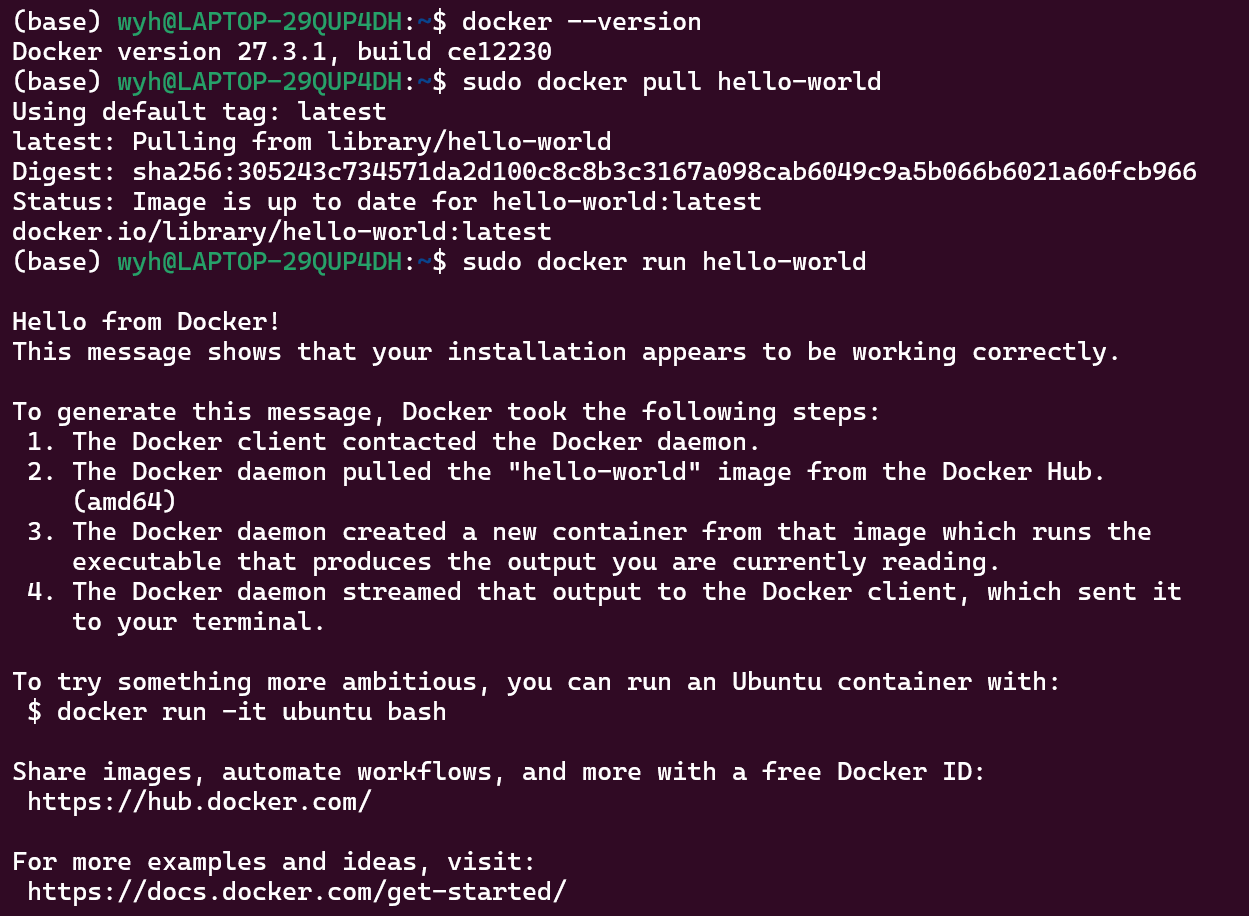 (base) wyh@LAPTOP-29QUP4DH:~$ docker --version
Docker version 27.3.1, build ce12230
(base) wyh@LAPTOP-29QUP4DH:~$ sudo docker pull hello-world
Using default tag: latest
latest: Pulling from library/hello-world
Digest: sha256:305243c734571da2d100c8c8b3c3167a098cab6049c9a5b066b6021a60fcb966
Status: Image is up to date for hello-world:latest
docker.io/library/hello-world:latest
(base) wyh@LAPTOP-29QUP4DH:~$ sudo docker run hello-world

Hello from Docker!
This message shows that your installation appears to be working correctly.

To generate this message, Docker took the following steps:
 1. The Docker client contacted the Docker daemon.
 2. The Docker daemon pulled the "hello-world" image from the Docker Hub.
    (amd64)
 3. The Docker daemon created a new container from that image which runs the
    executable that produces the output you are currently reading.
 4. The Docker daemon streamed that output to the Docker client, which sent it
    to your terminal.

To try something more ambitious, you can run an Ubuntu container with:
 $ docker run -it ubuntu bash

Share images, automate workflows, and more with a free Docker ID:
 https://hub.docker.com/

For more examples and ideas, visit:
 https://docs.docker.com/get-started/